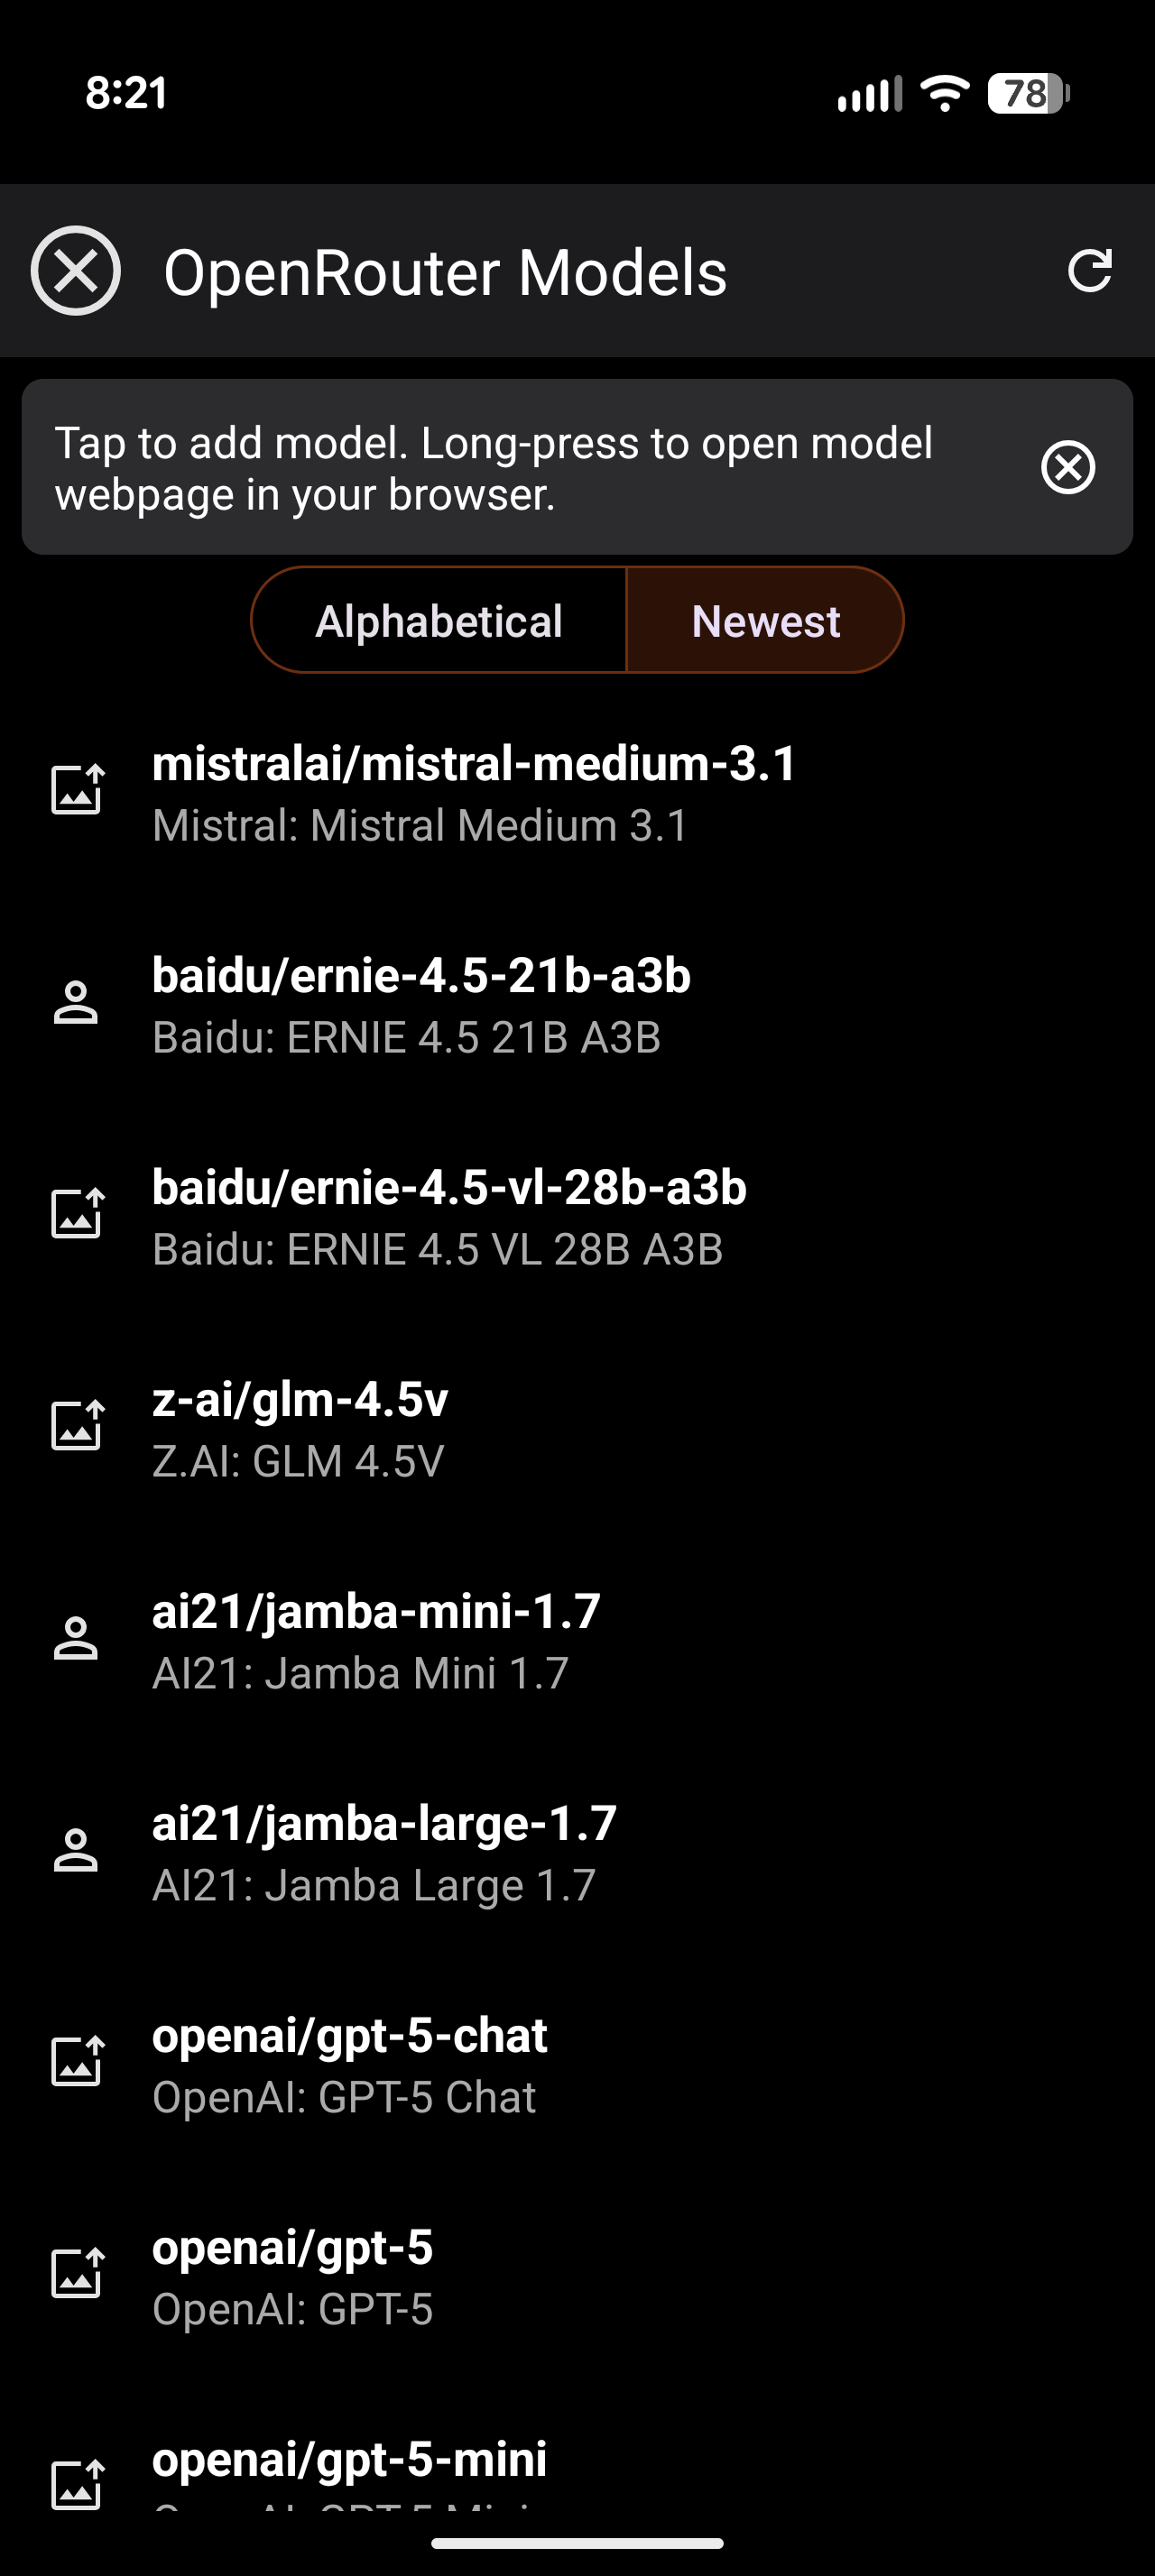 8:21
78
OpenRouter Models
Tap to add model. Long-press to open model
webpage in your browser.
Alphabetical
Newest
mistralai/mistral-medium-3.1
Mistral: Mistral Medium 3.1
baidu/ernie-4.5-21b-a3b
Baidu: ERNIE 4.5 21B A3B
baidu/ernie-4.5-vl-28b-a3b
Baidu: ERNIE 4.5 VL 28B A3B
z-ai/glm-4.5v
Z.AI: GLM 4.5V
ai21/jamba-mini-1.7
AI21: Jamba Mini 1.7
ai21/jamba-large-1.7
AI21: Jamba Large 1.7
openai/gpt-5-chat
OpenAI: GPT-5 Chat
openai/gpt-5
OpenAI: GPT-5
openai/gpt-5-mini